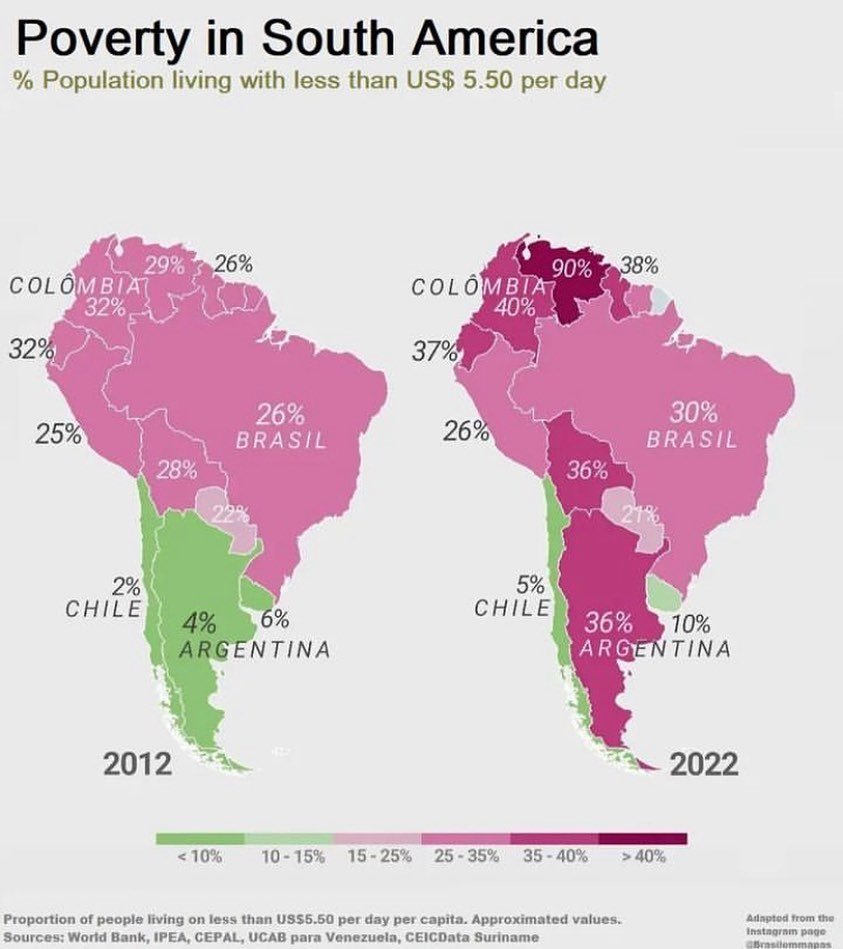 Poverty in South America
% Population living with less than US$ 5.50 per day
29%
26%
COLÔMBIA
32%
32%
25%
26%
BRASIL
28%
22%
2%
CHILE
4%
ARGENTINA
6%
2012
90%
38%
COLÔMBIA
40%
37%
26%
30%
BRASIL
36%
21%
5%
CHILE
36%
ARGENTINA
10%
2022
< 10%
10 - 15%
15 - 25%
25 - 35%
35 - 40%
> 40%
Proportion of people living on less than US$5.50 per day per capita. Approximated values.
Sources: World Bank, IPEA, CEPAL, UCAB para Venezuela, CEICData Suriname
Adapted from the
Instagram page
@Brasilemmapas